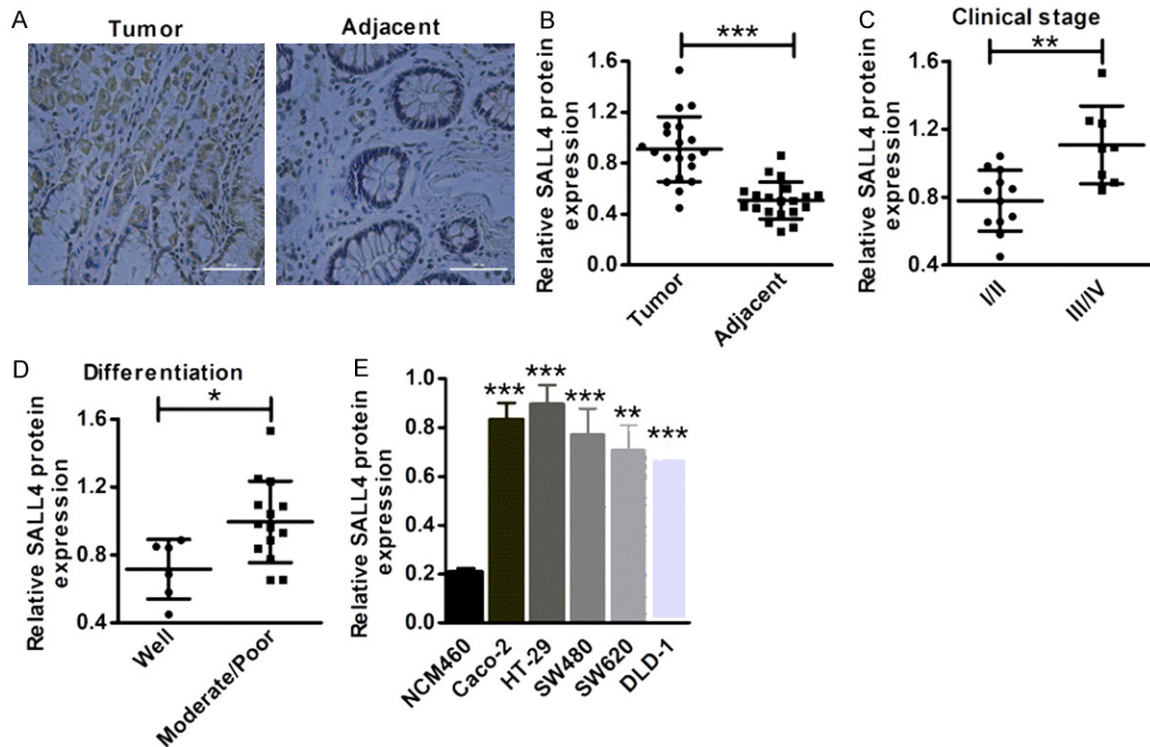 A
Tumor
Adjacent
B
***
Relative SALL4 protein
expression
1.6
1.2
0.8
0.4
0.0
Tumor
Adjacent
C
Clinical stage
**
Relative SALL4 protein
expression
1.6
1.2
0.8
0.4
I/II
III/IV
D
Differentiation
*
Relative SALL4 protein
expression
1.6
1.2
0.8
0.4
Well
Moderate/Poor
E
Relative SALL4 protein
expression
1.0
0.8
0.6
0.4
0.2
0.0
***
***
***
**
***
NCM460
Caco-2
HT-29
SW480
SW620
DLD-1